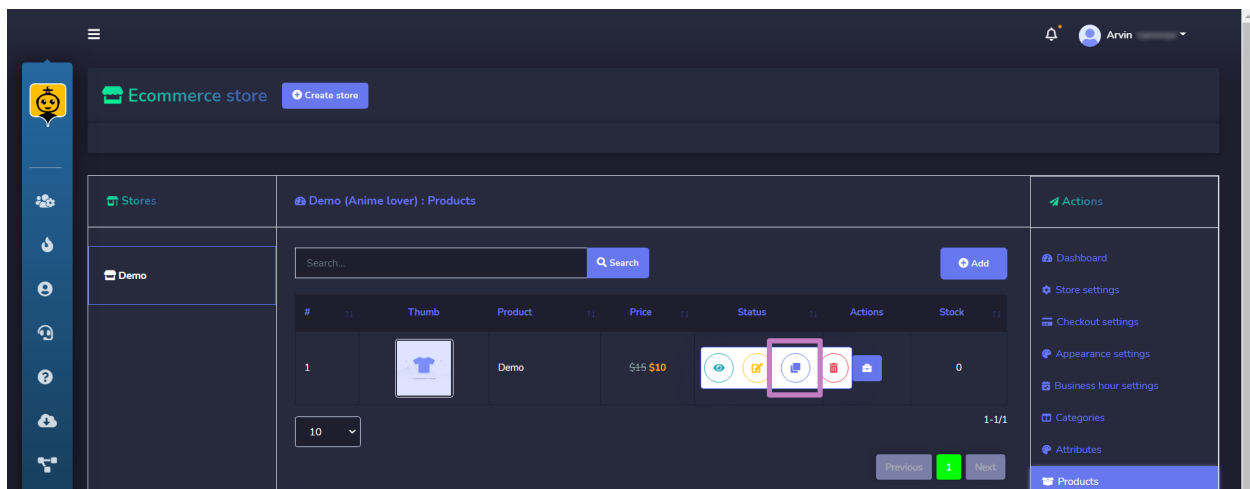 Arvin
Ecommerce store
Create store
Stores
Demo (Anime lover) : Products
Actions
Demo
Search...
Search
Add
# Thumb Product Price Status Actions Stock
1 Demo $15 $10 0
10
1-1/1
Previous 1 Next
Dashboard
Store settings
Checkout settings
Appearance settings
Business hour settings
Categories
Attributes
Products